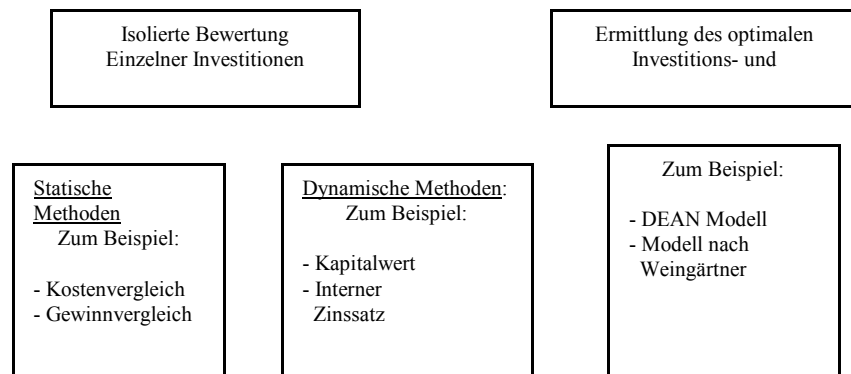 Isolierte Bewertung
Einzelner Investitionen
Ermittlung des optimalen
Investitions- und
Statische
Methoden
Zum Beispiel:
- Kostenvergleich
- Gewinnvergleich
Dynamische Methoden:
Zum Beispiel:
- Kapitalwert
- Interner
Zinssatz
Zum Beispiel:
- DEAN Modell
- Modell nach
Weingärtner